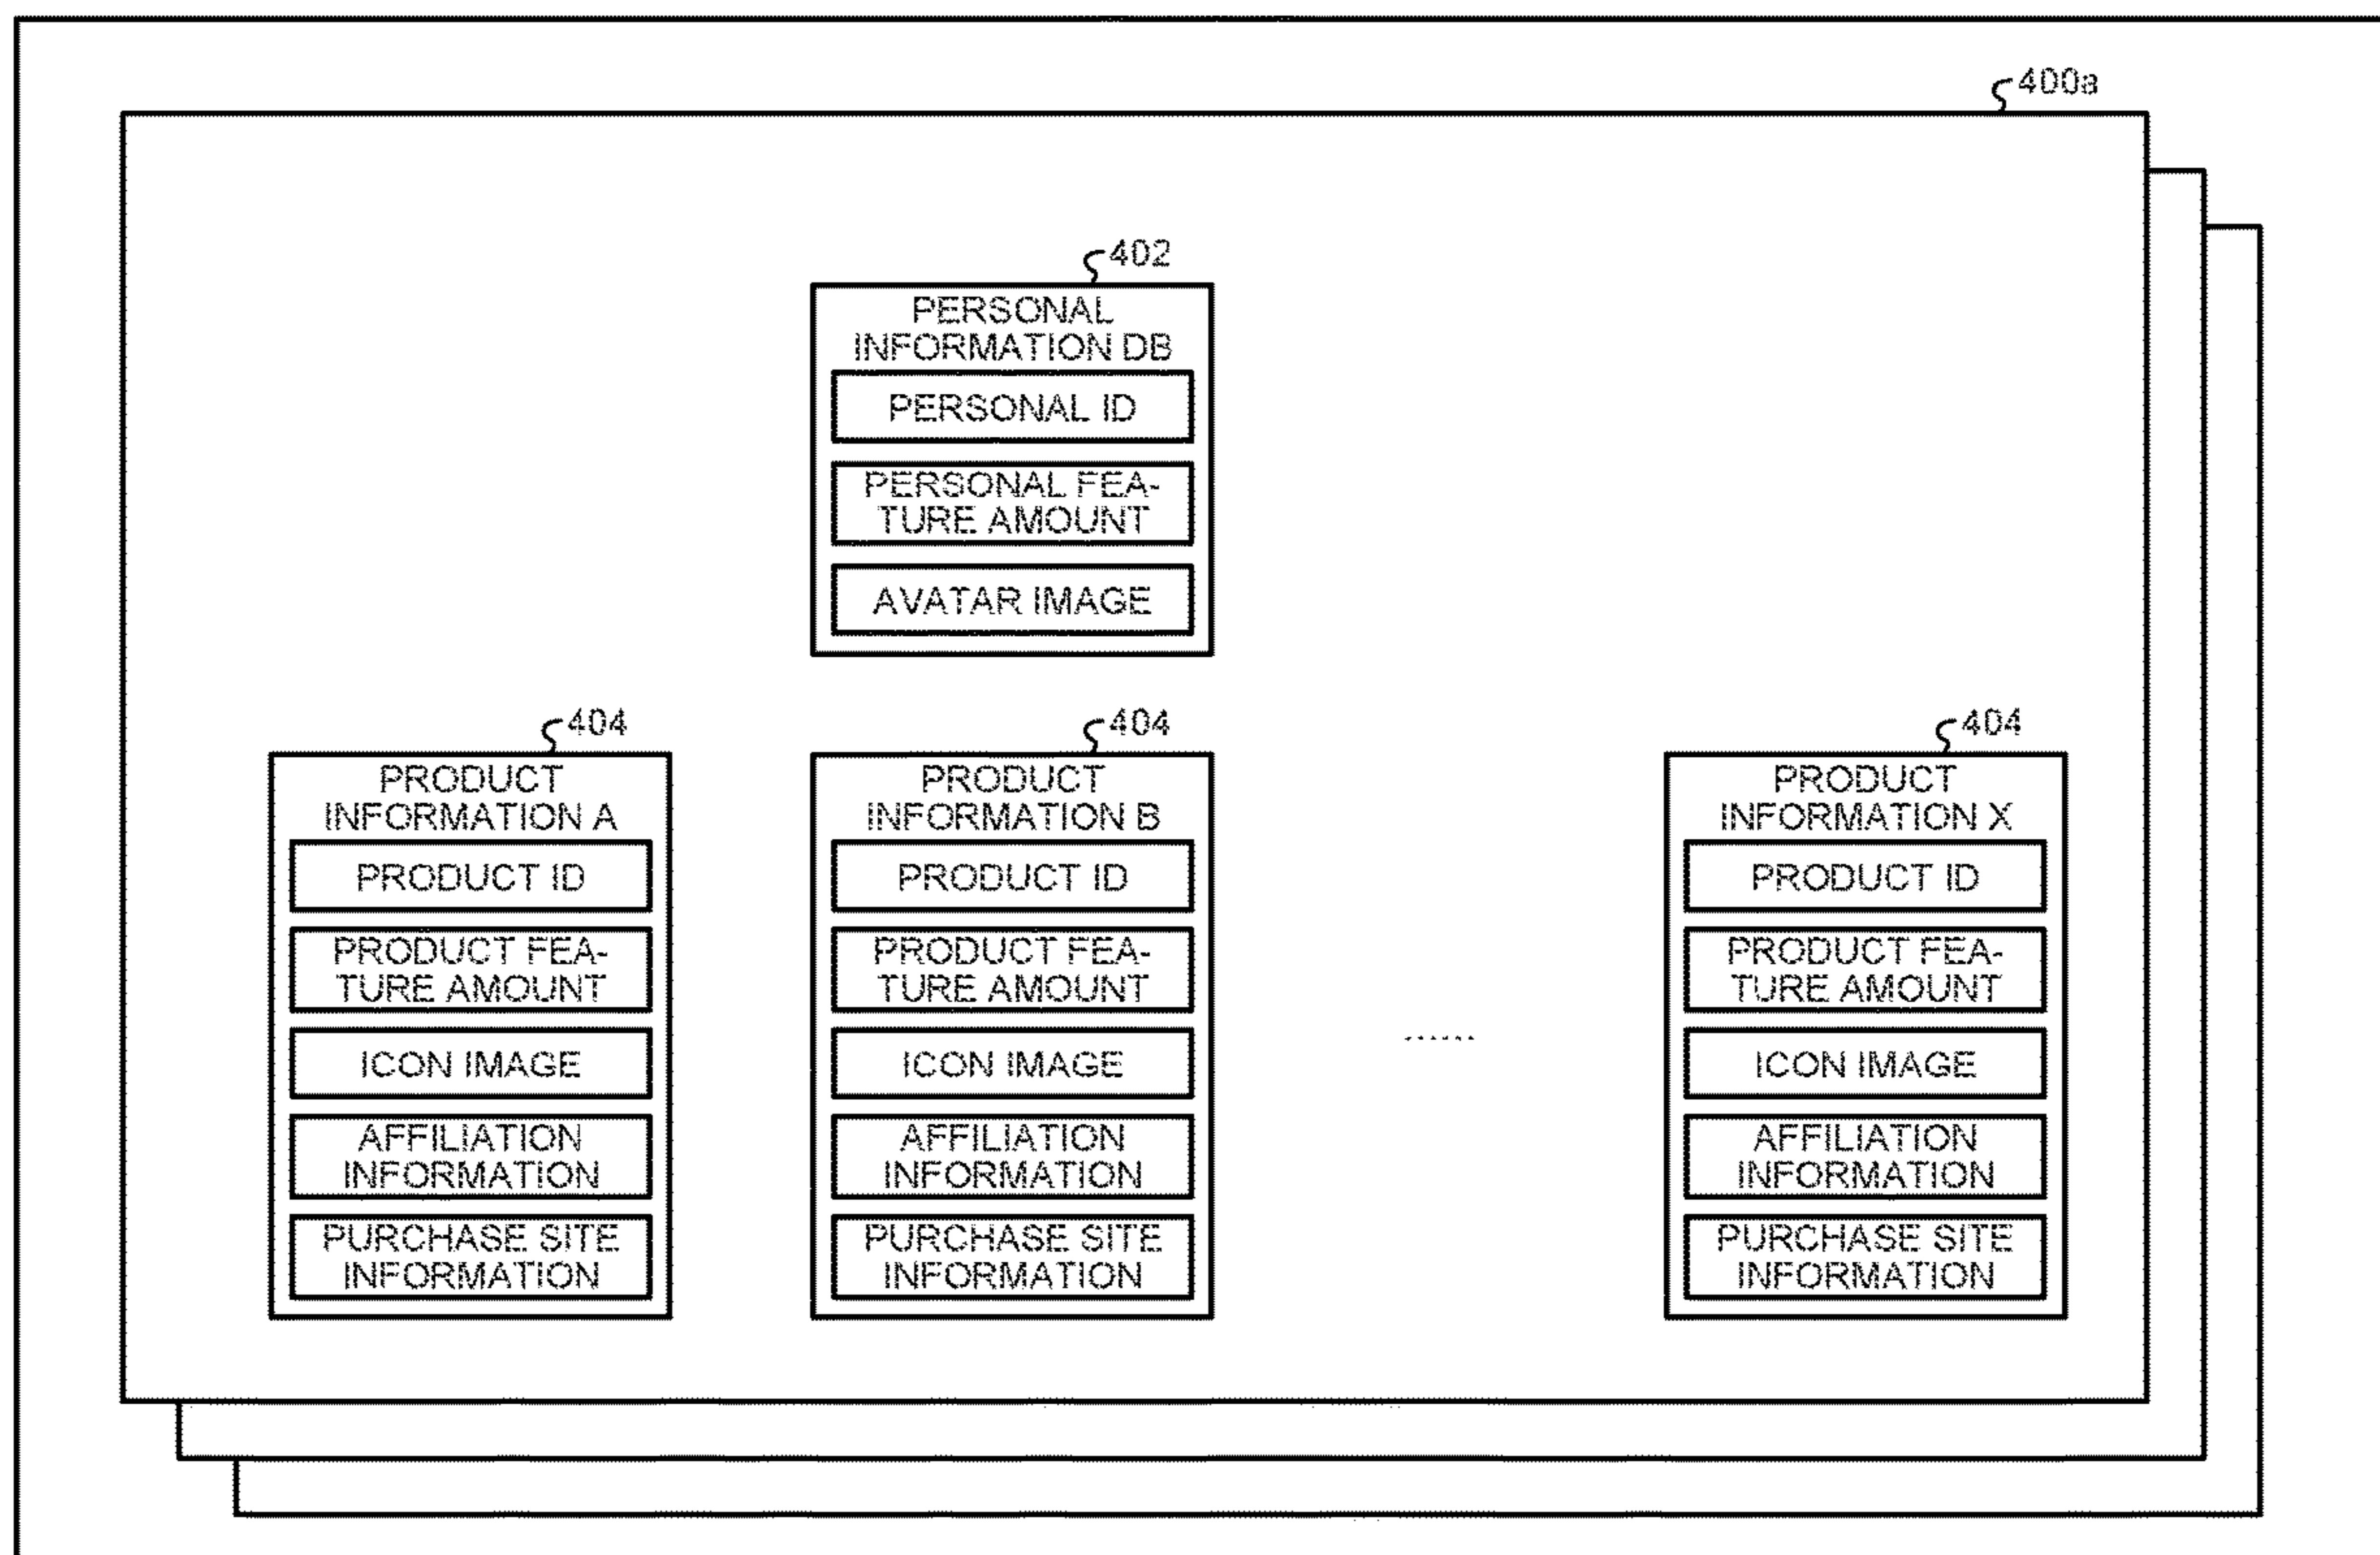 400a
402
PERSONAL
INFORMATION DB
PERSONAL ID
PERSONAL FEA-
TURE AMOUNT
AVATAR IMAGE
404
PRODUCT
INFORMATION A
PRODUCT ID
PRODUCT FEA-
TURE AMOUNT
ICON IMAGE
AFFILIATION
INFORMATION
PURCHASE SITE
INFORMATION
404
PRODUCT
INFORMATION B
PRODUCT ID
PRODUCT FEA-
TURE AMOUNT
ICON IMAGE
AFFILIATION
INFORMATION
PURCHASE SITE
INFORMATION
......
404
PRODUCT
INFORMATION X
PRODUCT ID
PRODUCT FEA-
TURE AMOUNT
ICON IMAGE
AFFILIATION
INFORMATION
PURCHASE SITE
INFORMATION